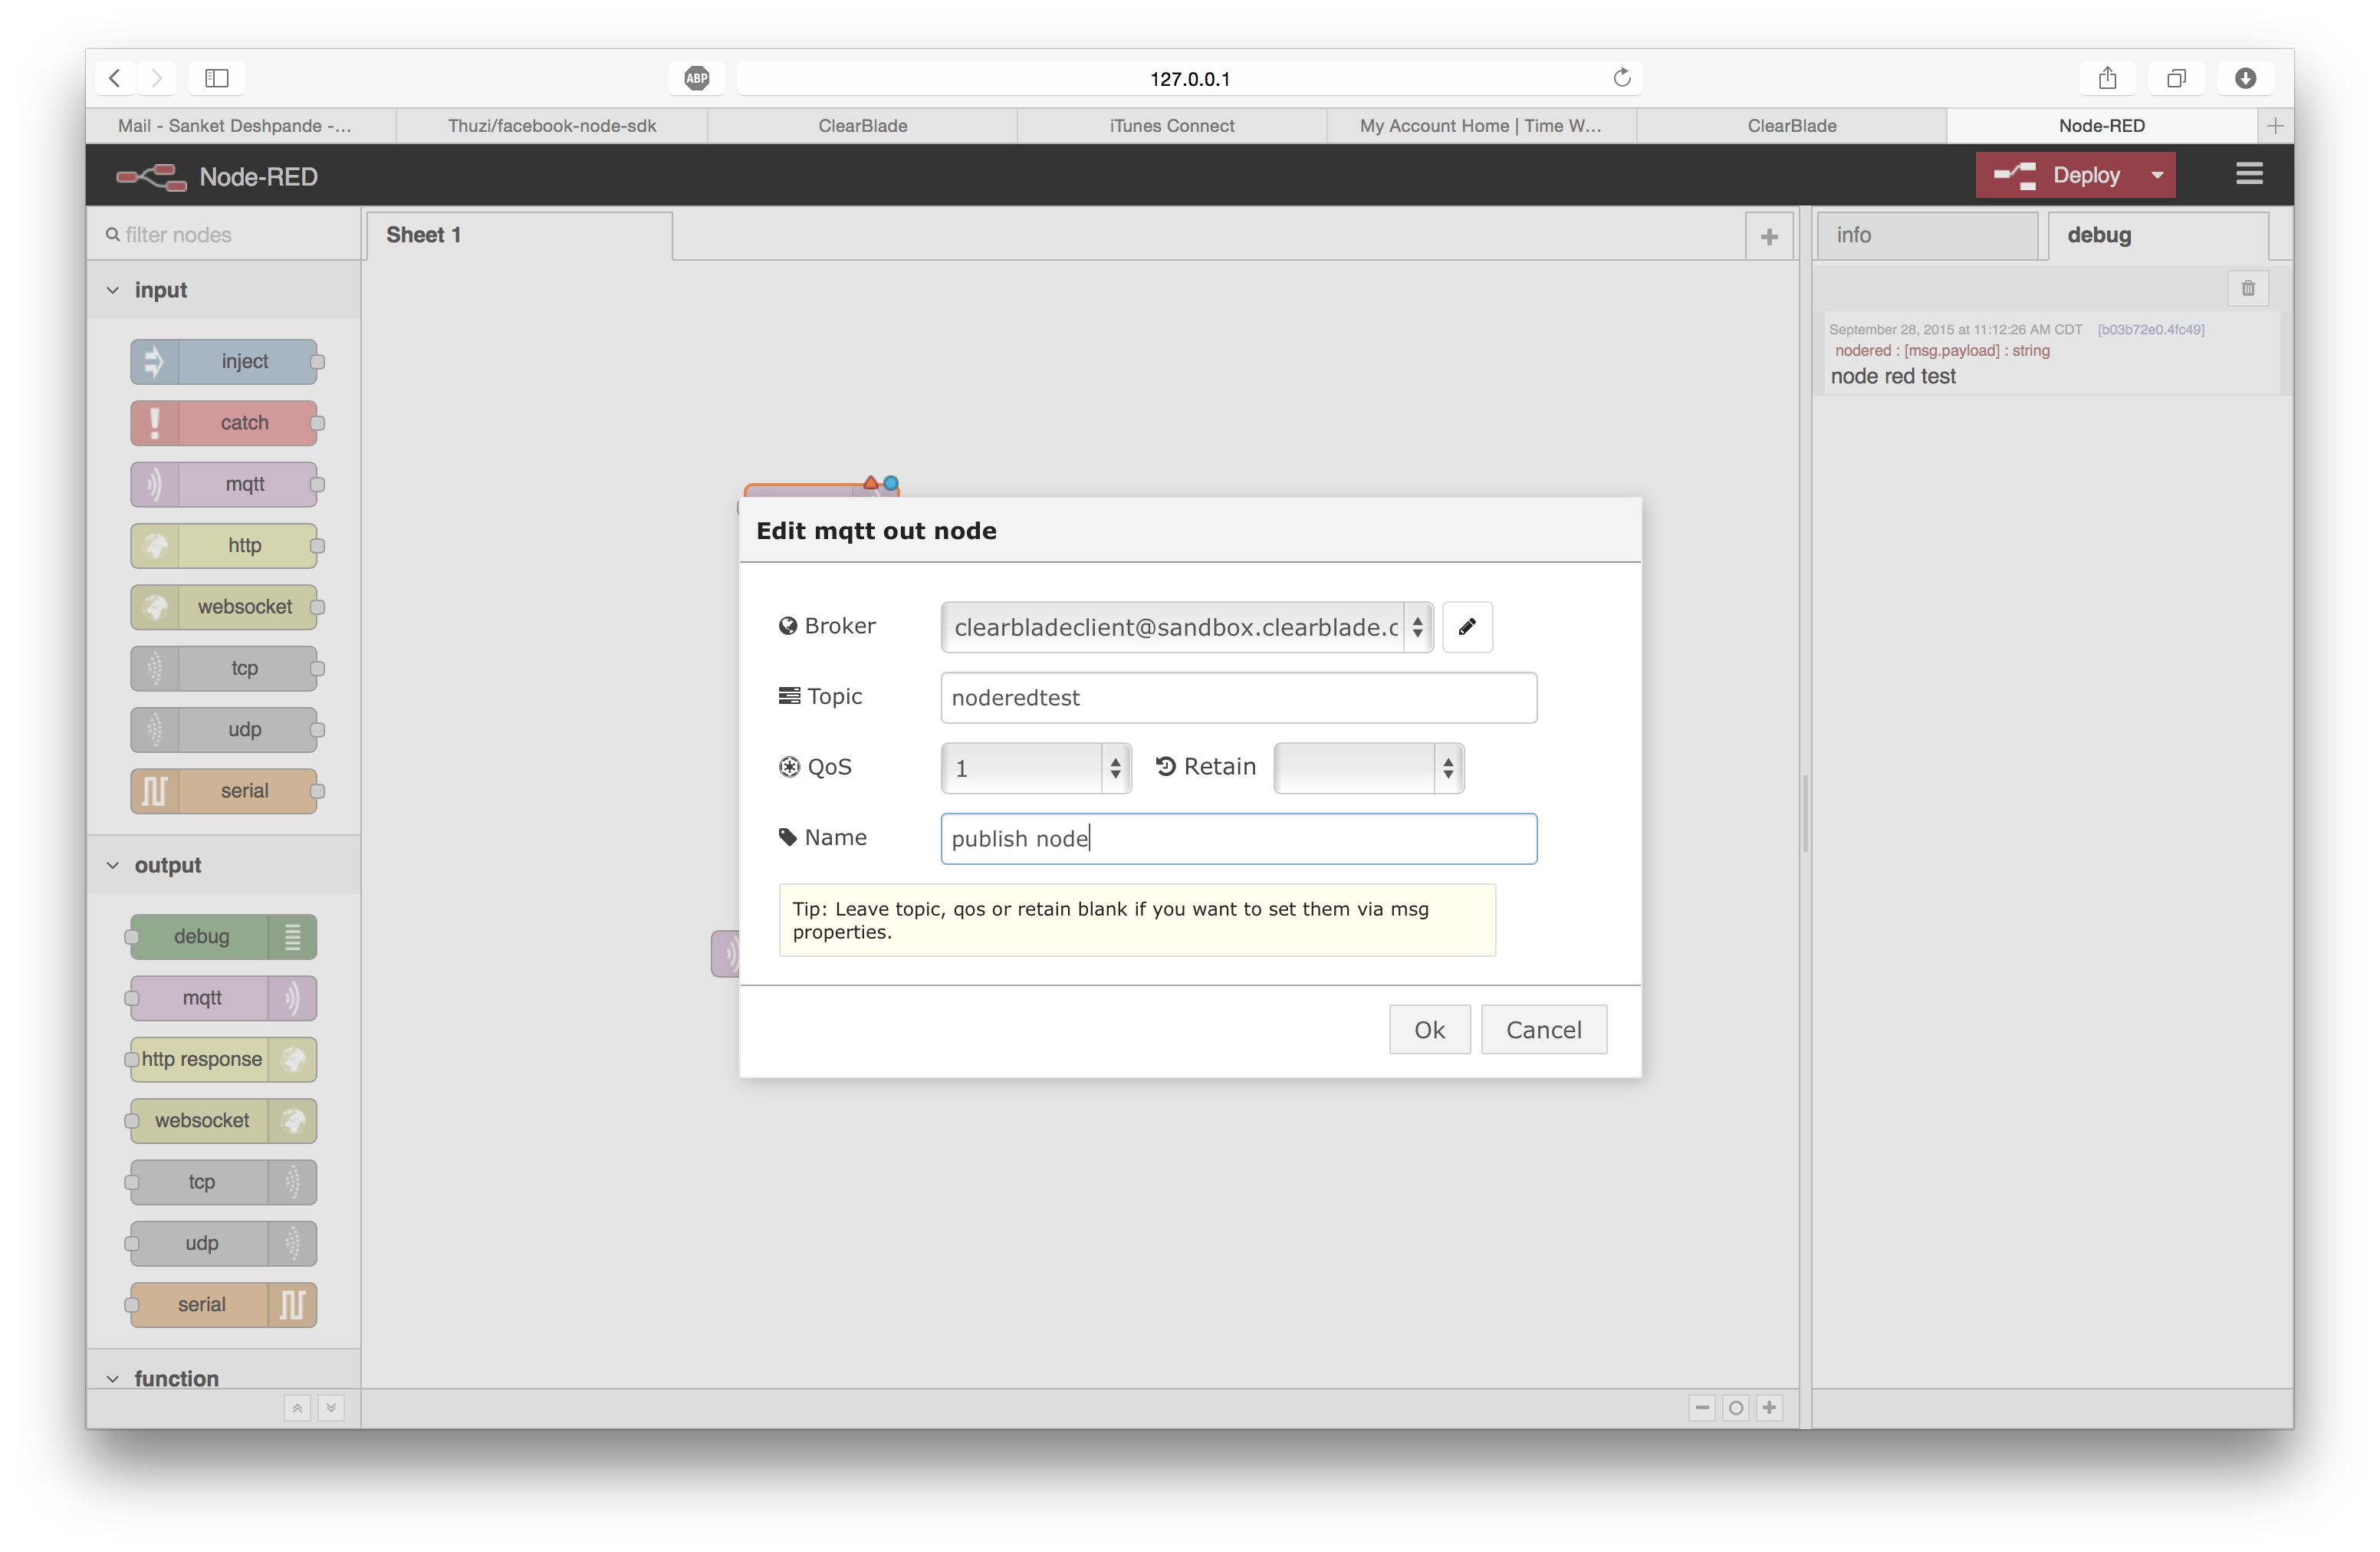 ABP
127.0.0.1
Mail - Sanket Deshpande -...
Thuzi/facebook-node-sdk
ClearBlade
iTunes Connect
My Account Home | Time W...
ClearBlade
Node-RED
Node-RED
Deploy
filter nodes
Sheet 1
info
debug
input
inject
catch
mqtt
http
websocket
tcp
udp
serial
output
debug
mqtt
http response
websocket
tcp
udp
serial
function
September 28, 2015 at 11:12:26 AM CDT [b03b72e0.4fc49]
nodered : [msg.payload] : string
node red test
Edit mqtt out node
Broker
clearbladeclient@sandbox.clearblade.c
Topic
noderedtest
QoS
1
Retain
Name
publish node
Tip: Leave topic, qos or retain blank if you want to set them via msg
properties.
Ok
Cancel